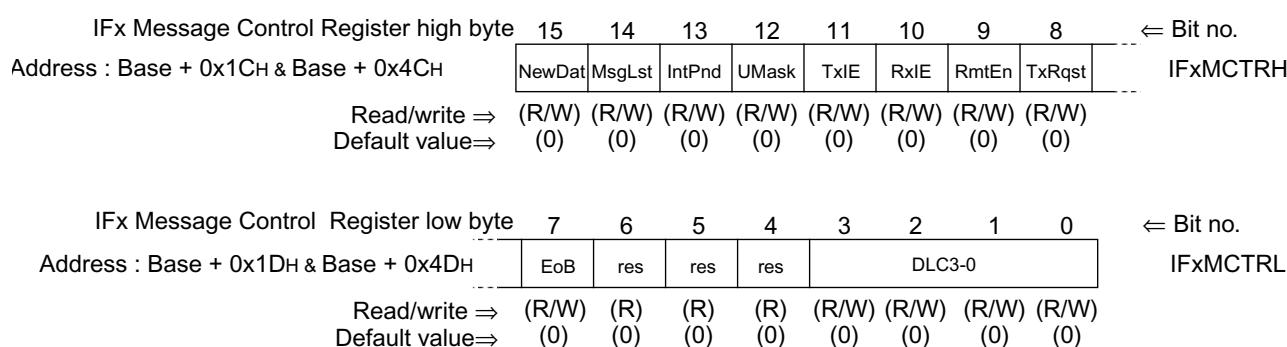 IFx Message Control Register high byte 15 14 13 12 11 10 9 8 ⇐ Bit no.
Address : Base + 0x1CH & Base + 0x4CH NewDat MsgLst IntPnd UMask TxIE RxIE RmtEn TxRqst IFxMCTRH
Read/write ⇒ (R/W) (R/W) (R/W) (R/W) (R/W) (R/W) (R/W) (R/W)
Default value⇒ (0) (0) (0) (0) (0) (0) (0) (0)
IFx Message Control Register low byte 7 6 5 4 3 2 1 0 ⇐ Bit no.
Address : Base + 0x1DH & Base + 0x4DH EoB res res res DLC3-0 IFxMCTRL
Read/write ⇒ (R/W) (R) (R) (R) (R/W) (R/W) (R/W) (R/W)
Default value⇒ (0) (0) (0) (0) (0) (0) (0) (0)